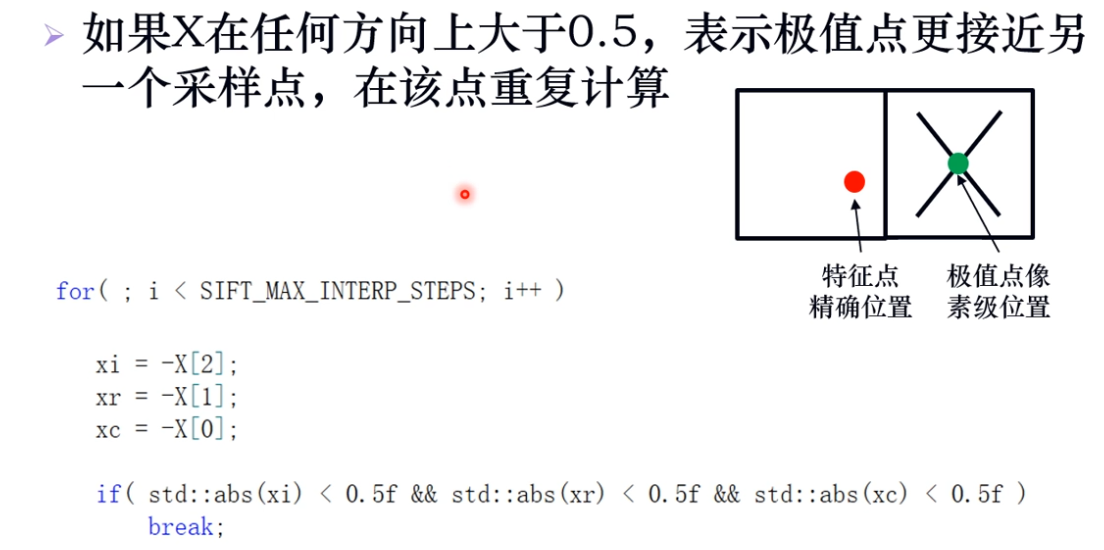 如果X在任何方向上大于0.5，表示极值点更接近另
一个采样点，在该点重复计算
特征点
精确位置
极值点像
素级位置
for( ; i < SIFT_MAX_INTERP_STEPS; i++ )
xi = -X[2];
xr = -X[1];
xc = -X[0];
if( std::abs(xi) < 0.5f && std::abs(xr) < 0.5f && std::abs(xc) < 0.5f )
break;